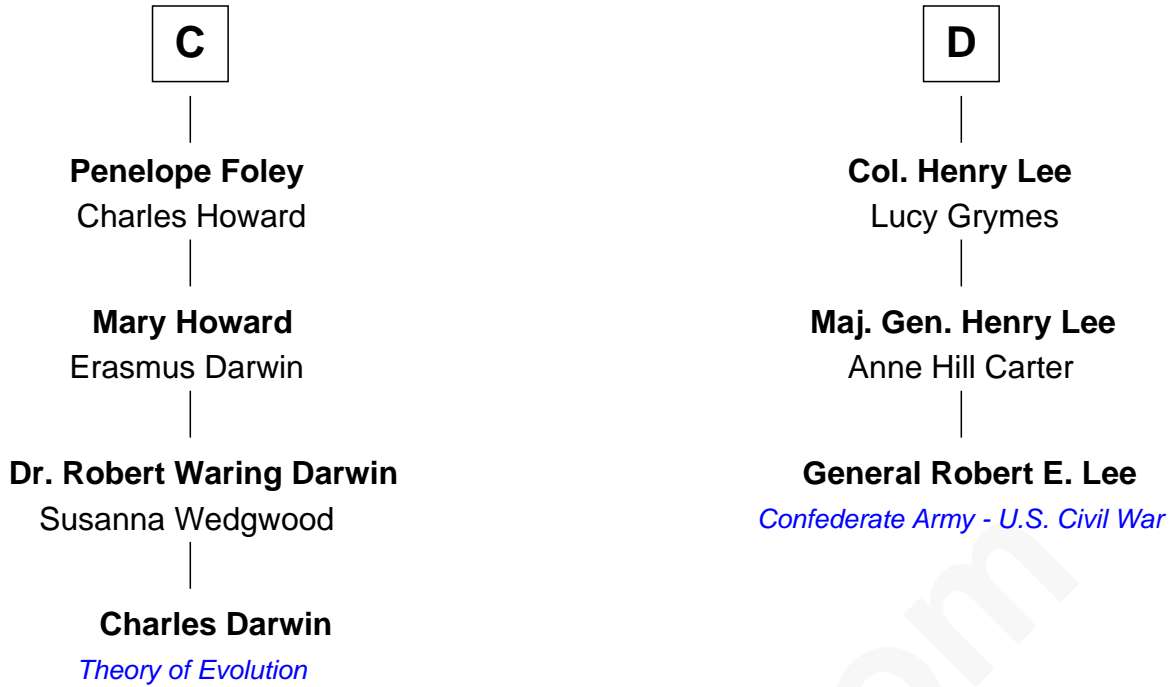 C
Penelope Foley
Charles Howard
Mary Howard
Erasmus Darwin
Dr. Robert Waring Darwin
Susanna Wedgwood
Charles Darwin
Theory of Evolution
D
Col. Henry Lee
Lucy Grymes
Maj. Gen. Henry Lee
Anne Hill Carter
General Robert E. Lee
Confederate Army - U.S. Civil War
om